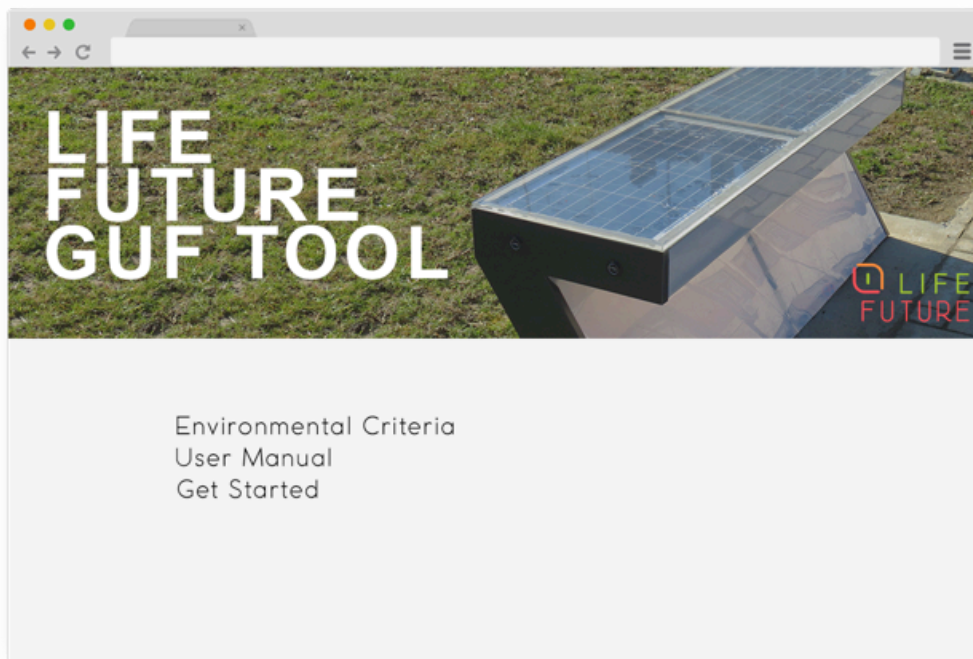 LIFE
FUTURE
GUF TOOL
LIFE
FUTURE
Environmental Criteria
User Manual
Get Started